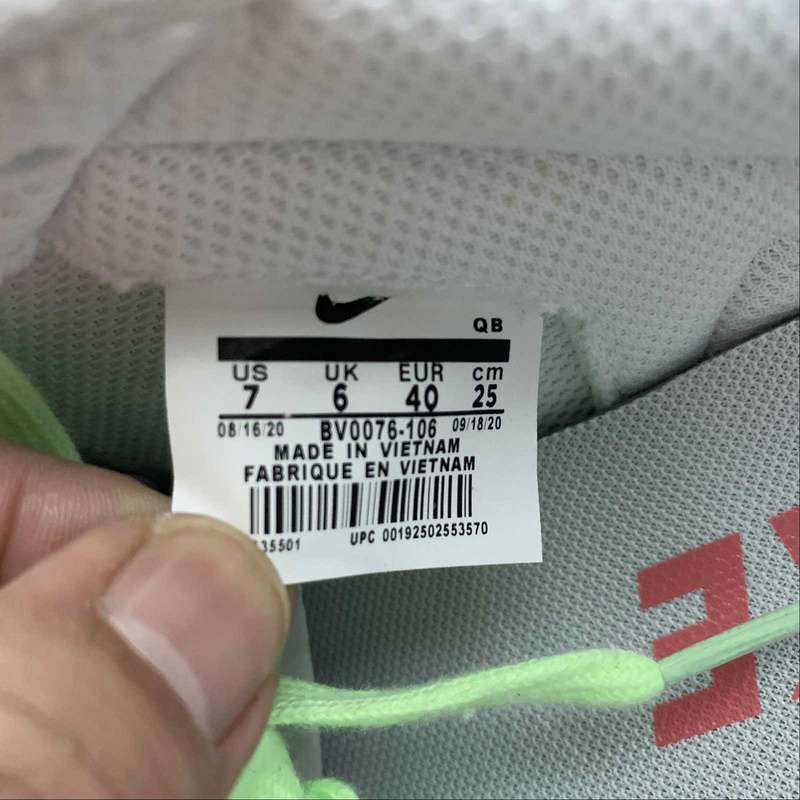 QB
US UK EUR cm
7 6 40 25
08/16/20 BV0076-106 09/18/20
MADE IN VIETNAM
FABRIQUE EN VIETNAM
35501 UPC 00192502553570